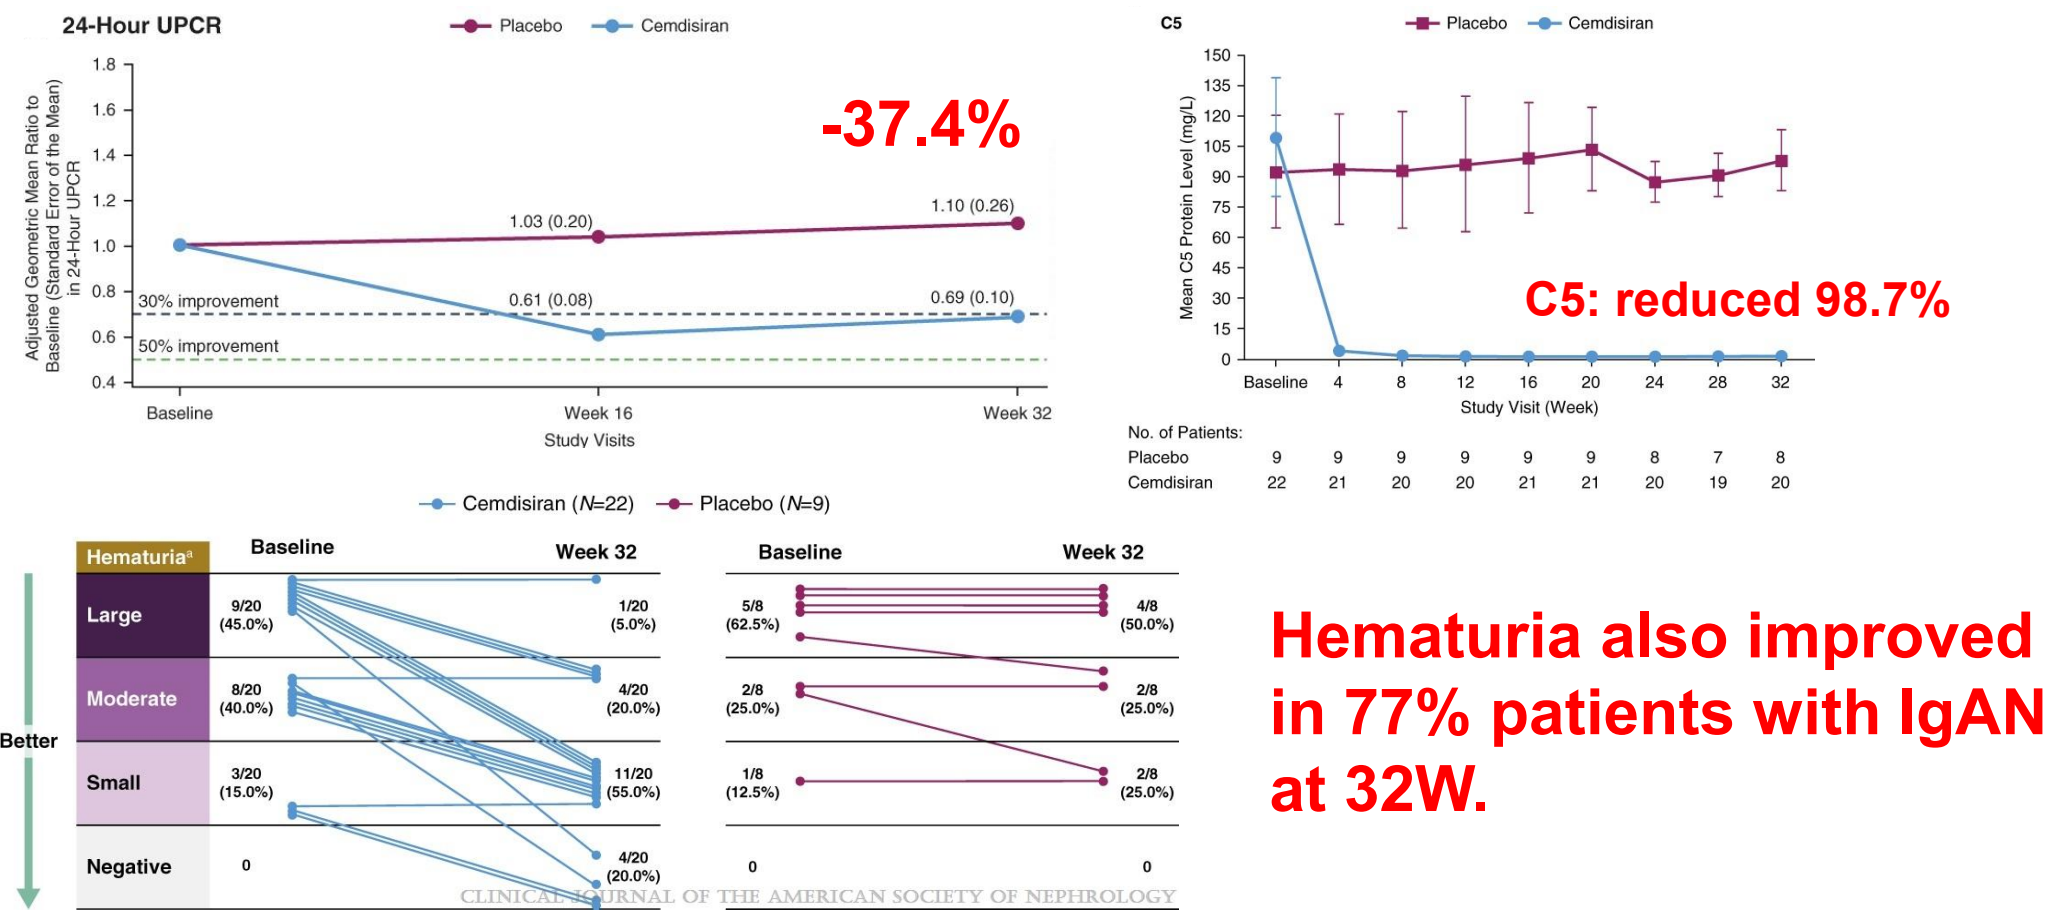 24-Hour UPCR
Placebo
Cemdisiran
Adjusted Geometric Mean Ratio to
Baseline (Standard Error of the Mean)
in 24-Hour UPCR
1.8
1.6
1.4
1.2
1.0
0.8
0.6
0.4
-37.4%
1.03 (0.20)
1.10 (0.26)
30% improvement
0.61 (0.08)
0.69 (0.10)
50% improvement
Baseline
Week 16
Week 32
Study Visits
C5
Placebo
Cemdisiran
Mean C5 Protein Level (mg/L)
150
135
120
105
90
75
60
45
30
15
0
C5: reduced 98.7%
Baseline 4 8 12 16 20 24 28 32
Study Visit (Week)
No. of Patients:
Placebo 9 9 9 9 9 9 8 7 8
Cemdisiran 22 21 20 20 21 21 20 19 20
Cemdisiran (N=22)
Placebo (N=9)
Better
Hematuriaᵃ
Baseline
Week 32
Baseline
Week 32
Large
9/20
(45.0%)
1/20
(5.0%)
5/8
(62.5%)
4/8
(50.0%)
Moderate
8/20
(40.0%)
4/20
(20.0%)
2/8
(25.0%)
2/8
(25.0%)
Small
3/20
(15.0%)
11/20
(55.0%)
1/8
(12.5%)
2/8
(25.0%)
Negative
0
4/20
(20.0%)
0
0
CLINICAL JOURNAL OF THE AMERICAN SOCIETY OF NEPHROLOGY
Hematuria also improved
in 77% patients with IgAN
at 32W.